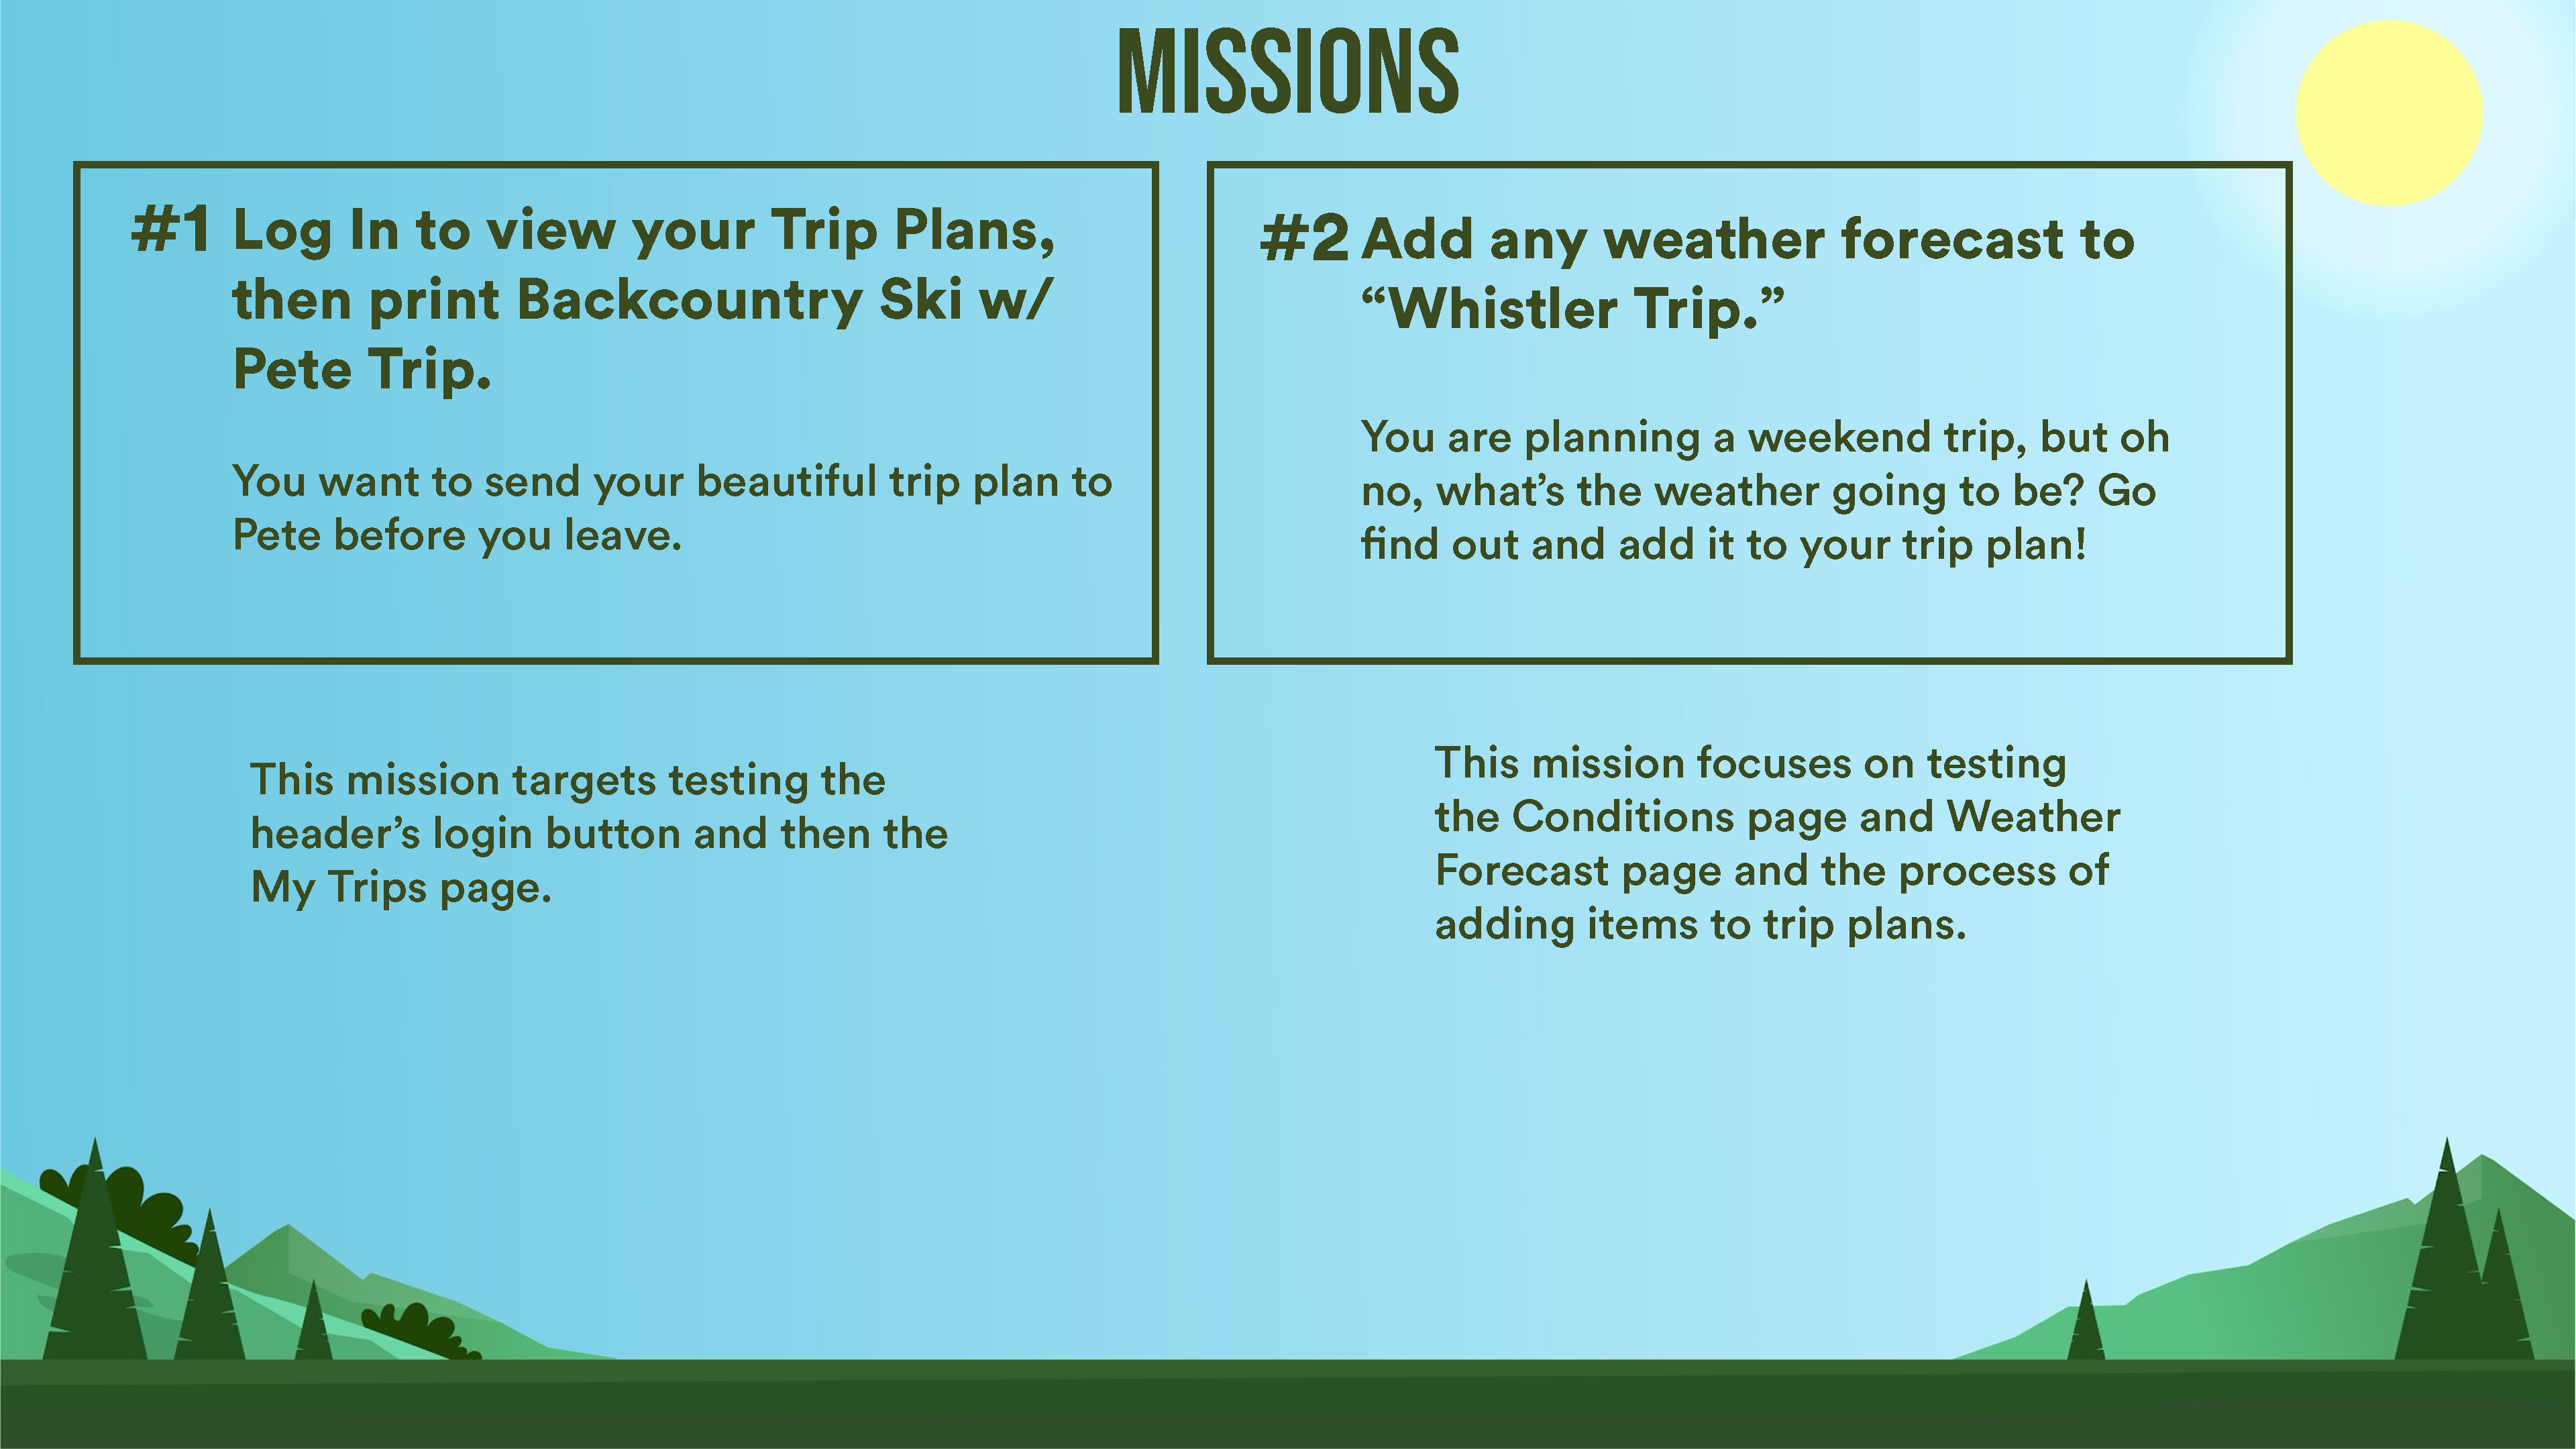 MISSIONS
#1 Log In to view your Trip Plans,
then print Backcountry Ski w/
Pete Trip.
You want to send your beautiful trip plan to
Pete before you leave.
This mission targets testing the
header’s login button and then the
My Trips page.
#2 Add any weather forecast to
“Whistler Trip.”
You are planning a weekend trip, but oh
no, what’s the weather going to be? Go
find out and add it to your trip plan!
This mission focuses on testing
the Conditions page and Weather
Forecast page and the process of
adding items to trip plans.